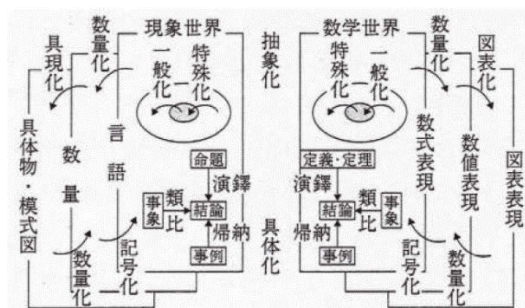 現象世界
一般化
特殊化
数量化
具現化
言語
数量
具体物・模式図
命題
演鐸
事象
類比
結論
帰納
事例
記号化
数量化
抽象化
具体化
数学世界
特殊化
一般化
数量化
図表化
数式表現
数値表現
図表表現
定義・定理
演鐸
結論
類比
事象
帰納
事例
記号化
数量化